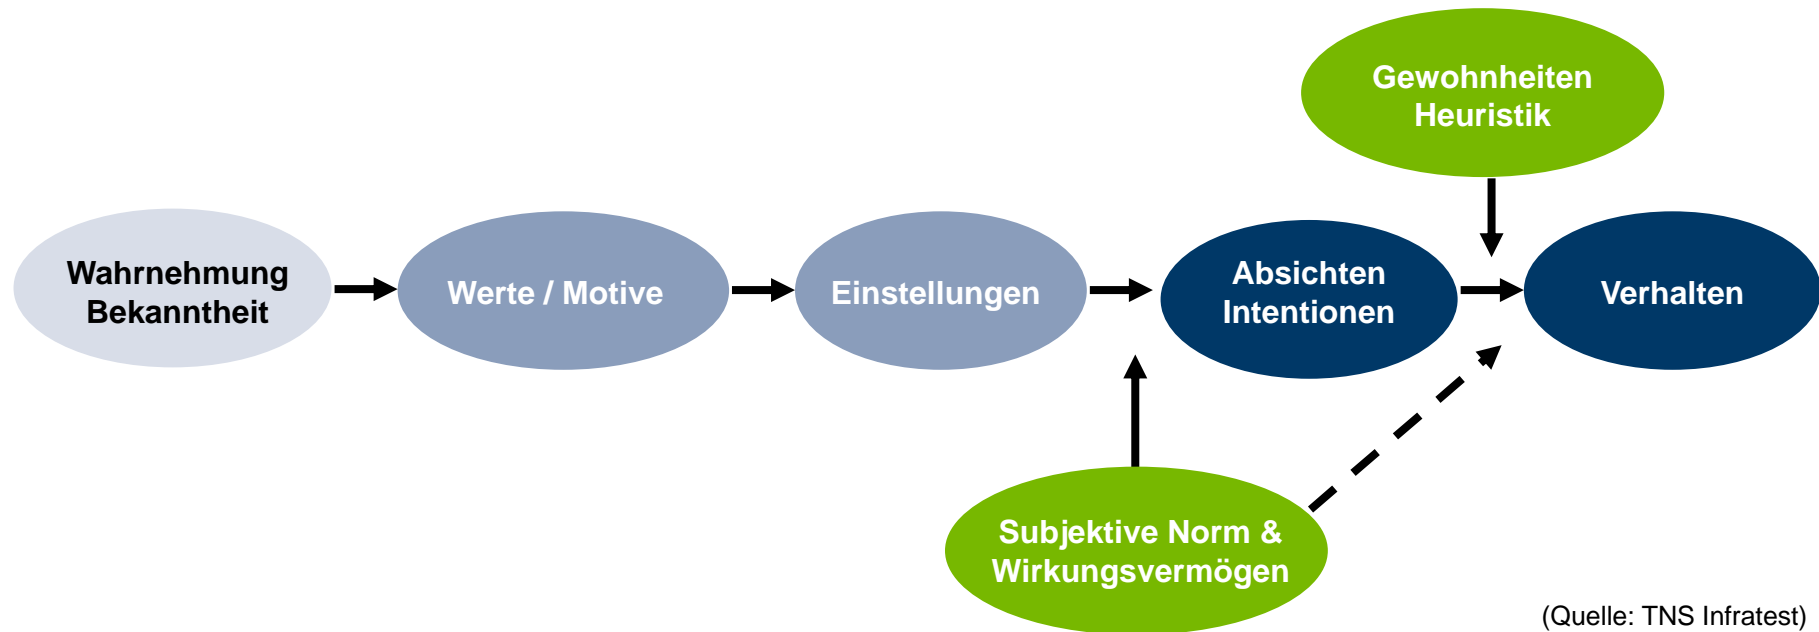 Gewohnheiten
Heuristik
Wahrnehmung
Bekanntheit
Werte / Motive
Einstellungen
Absichten
Intentionen
Verhalten
Subjektive Norm &
Wirkungsvermögen
(Quelle: TNS Infratest)